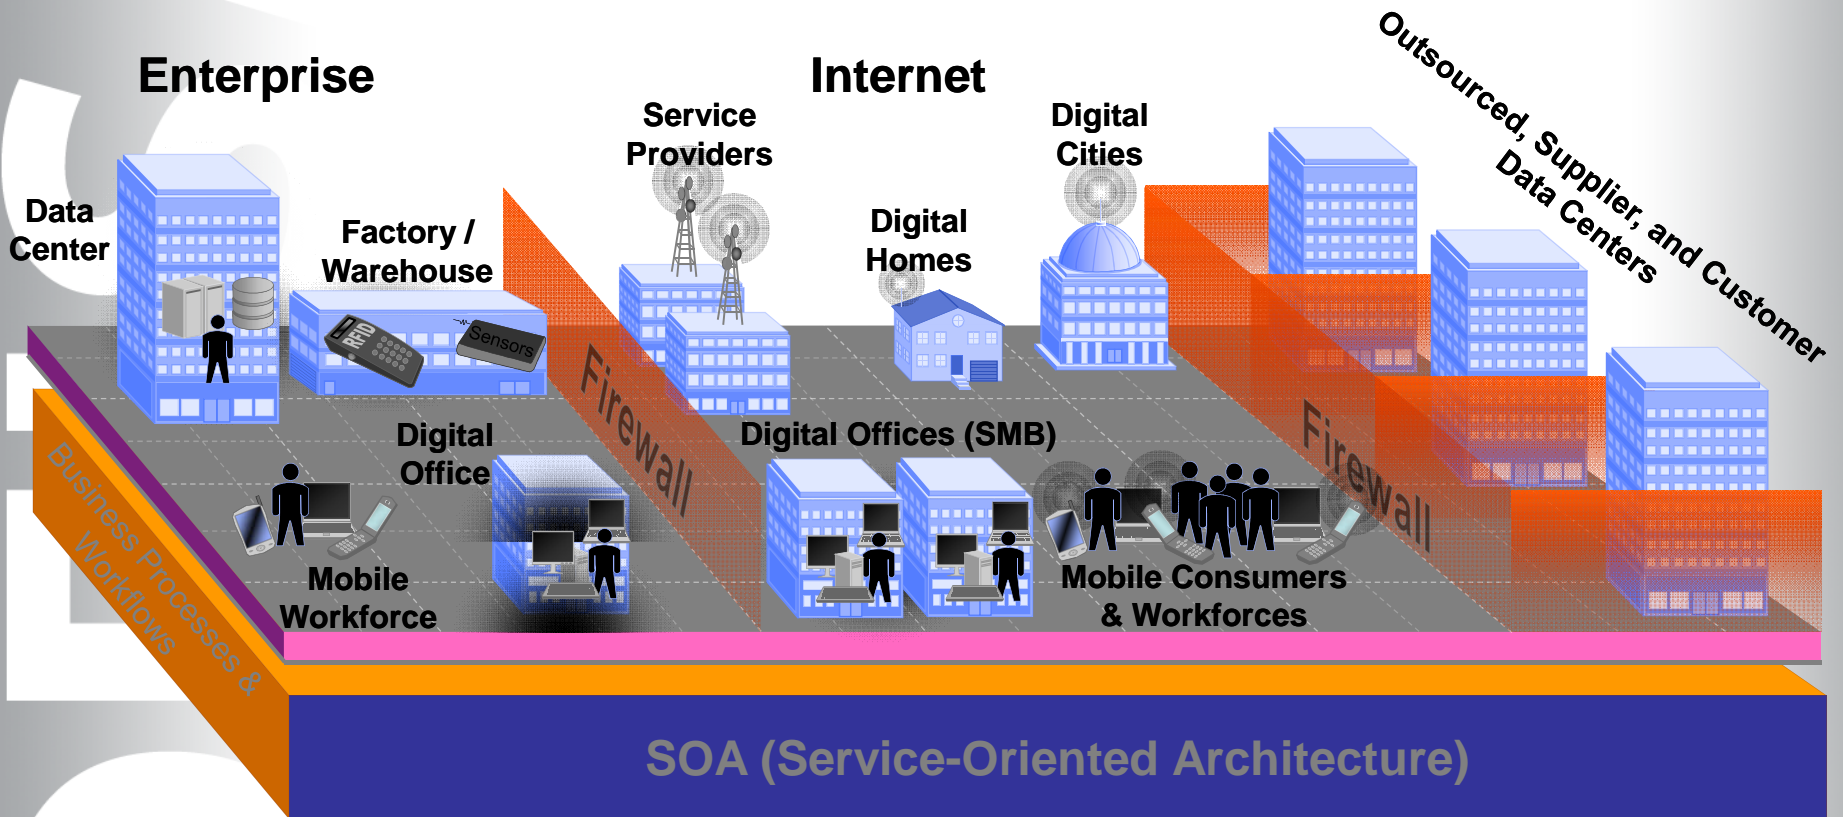 Enterprise
Internet
Outsourced, Supplier, and Customer
Data Centers
Service
Providers
Digital
Cities
Data
Center
Factory /
Warehouse
Digital
Homes
RFID
Sensors
Firewall
Firewall
Digital
Office
Digital Offices (SMB)
Mobile
Workforce
Mobile Consumers
& Workforces
Business Processes &
Workflows
SOA (Service-Oriented Architecture)